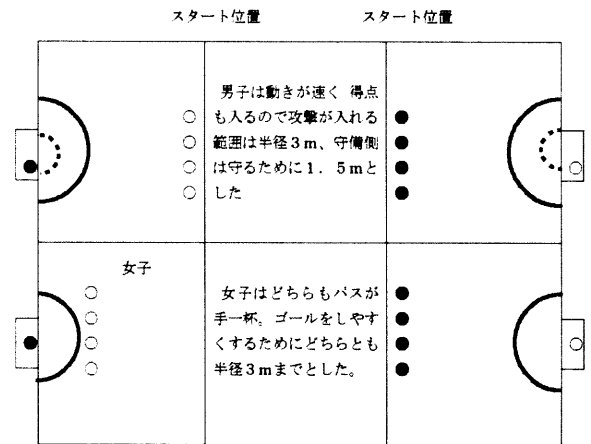 スタート位置
スタート位置
男子は動きが速く 得点
も入るので攻撃が入れる
範囲は半径3m、守備側
は守るために1．5mと
した
女子
女子はどちらもパスが
手一杯。ゴールをしやす
くするためにどちらとも
半径3mまでとした。